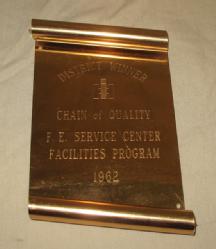 DISTRICT WINNER
CHAIN of QUALITY
F. E. SERVICE CENTER
FACILITIES PROGRAM
1962